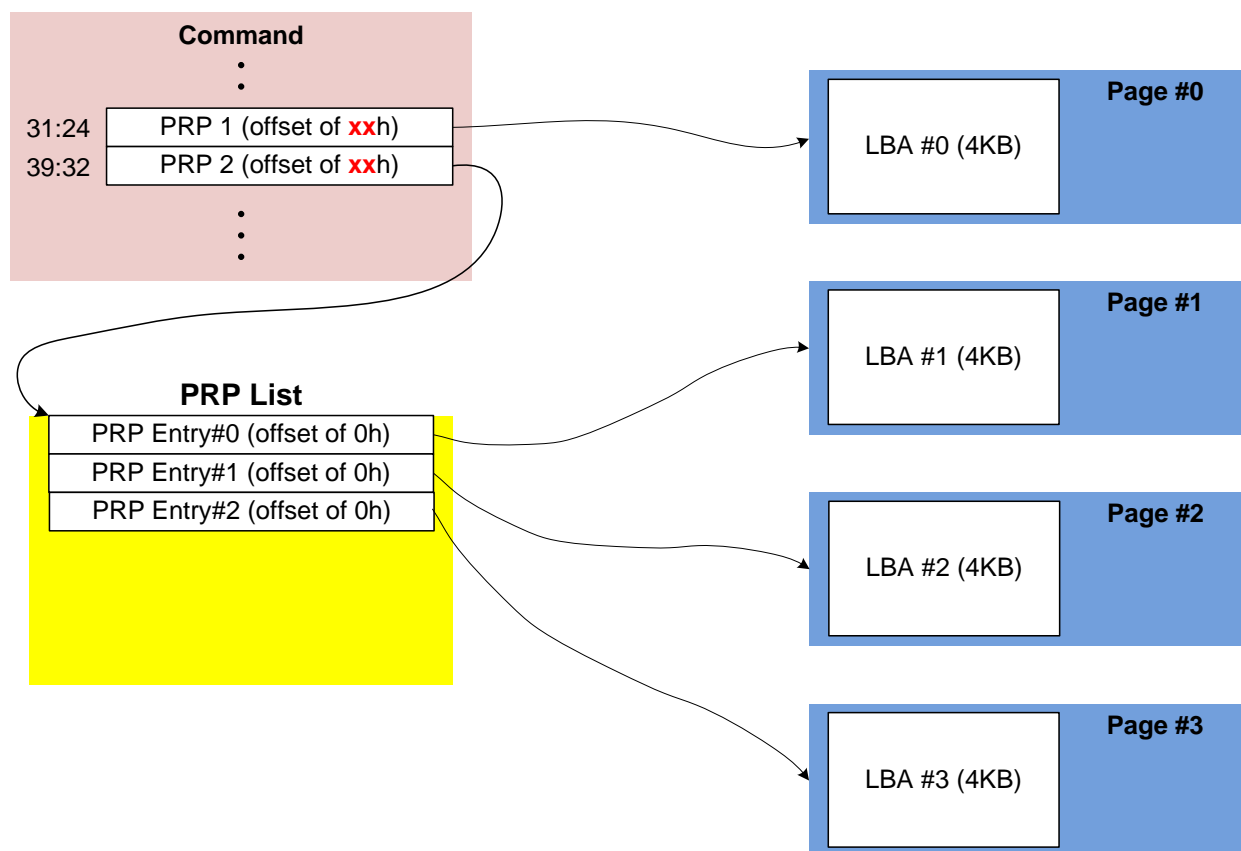 Command
31:24 PRP 1 (offset of xxh)
39:32 PRP 2 (offset of xxh)
PRP List
PRP Entry#0 (offset of 0h)
PRP Entry#1 (offset of 0h)
PRP Entry#2 (offset of 0h)
Page #0
LBA #0 (4KB)
Page #1
LBA #1 (4KB)
Page #2
LBA #2 (4KB)
Page #3
LBA #3 (4KB)